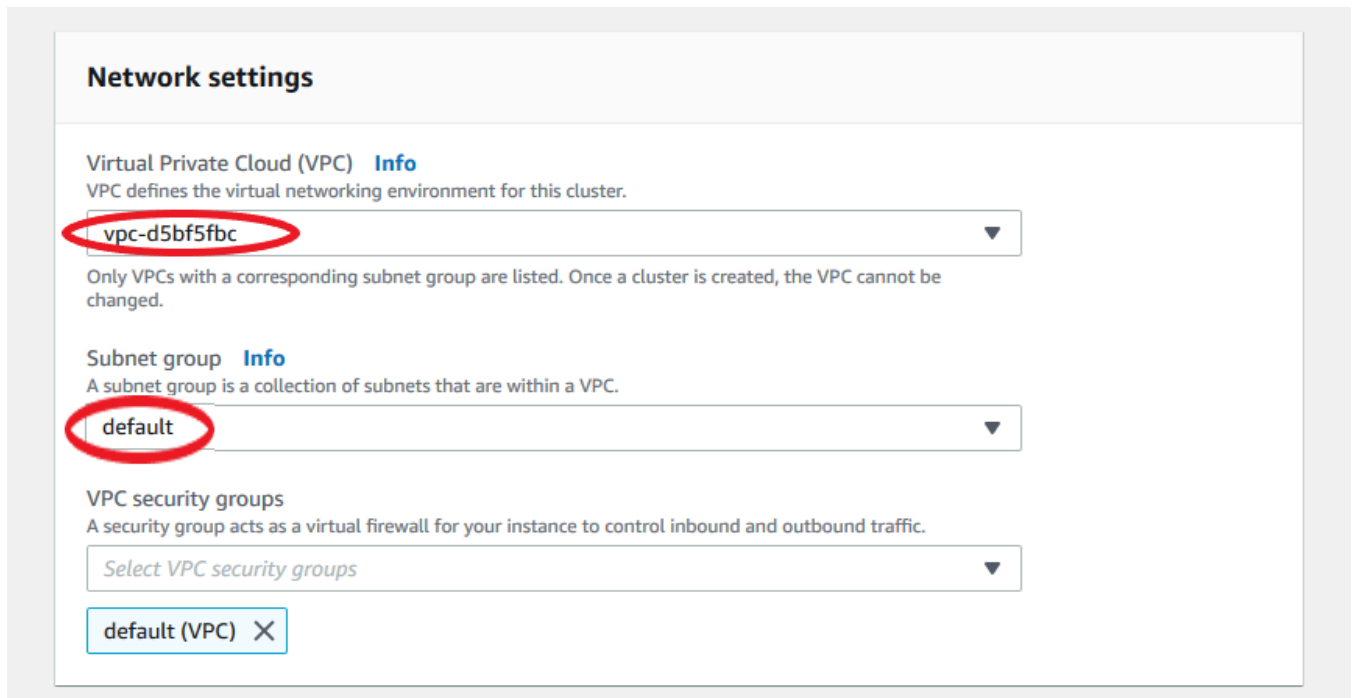 Network settings
Virtual Private Cloud (VPC) Info
VPC defines the virtual networking environment for this cluster.
vpc-d5bf5fbc
Only VPCs with a corresponding subnet group are listed. Once a cluster is created, the VPC cannot be
changed.
Subnet group Info
A subnet group is a collection of subnets that are within a VPC.
default
VPC security groups
A security group acts as a virtual firewall for your instance to control inbound and outbound traffic.
Select VPC security groups
default (VPC)